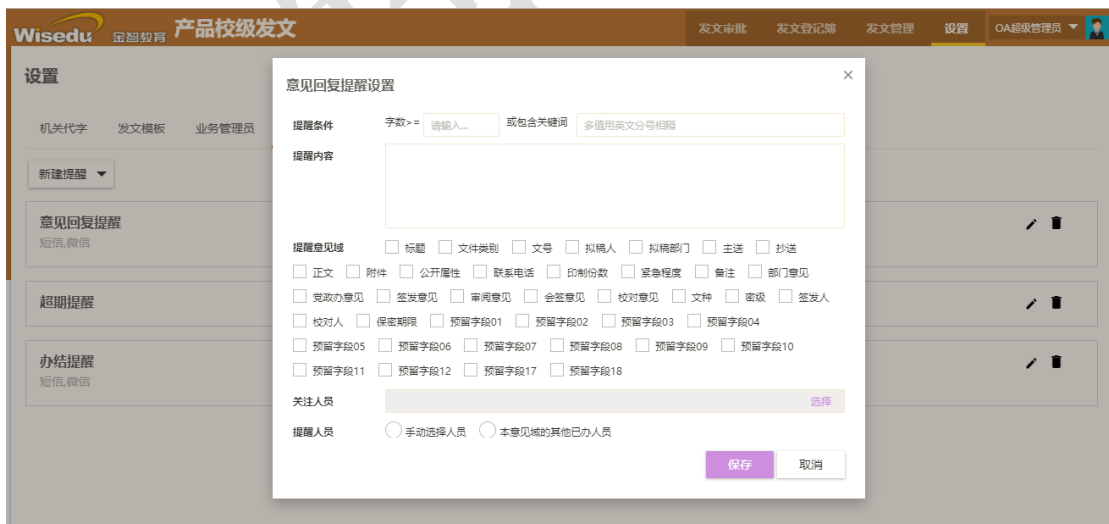 Wisedu 金智教育 产品校级发文 发文审批 发文登记簿 发文管理 设置 OA超级管理员
设置
机关代字 发文模板 业务管理员
新建提醒
意见回复提醒
短信,微信
超期提醒
办结提醒
短信,微信
意见回复提醒设置 ×
提醒条件 字数>= 请输入... 或包含关键词 多值用英文分号相隔
提醒内容
提醒意见域 标题 文件类别 文号 拟稿人 拟稿部门 主送 抄送
正文 附件 公开属性 联系电话 印制份数 紧急程度 备注 部门意见
党政办意见 签发意见 审阅意见 会签意见 校对意见 文种 密级 签发人
校对人 保密期限 预留字段01 预留字段02 预留字段03 预留字段04
预留字段05 预留字段06 预留字段07 预留字段08 预留字段09 预留字段10
预留字段11 预留字段12 预留字段17 预留字段18
关注人员 选择
提醒人员 手动选择人员 本意见域的其他已办人员
保存 取消